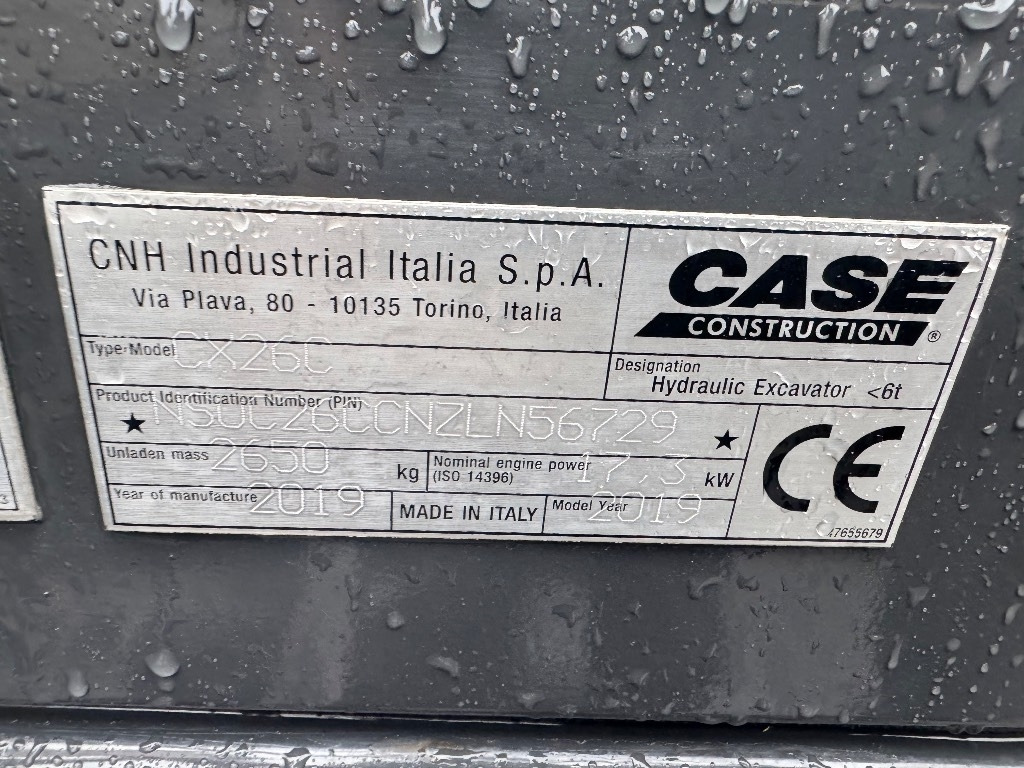 CNH Industrial Italia S.p.A.
Via Plava, 80 - 10135 Torino, Italia
CASE
CONSTRUCTION ®
Type-Model CX26C
Designation
Hydraulic Excavator <6t
Product Identification Number (PIN)
★ NS0C26CCNZLN56729 ★
Unladen mass 2650 kg
Nominal engine power 17,3 kW
(ISO 14396)
Year of manufacture 2019
MADE IN ITALY
Model Year 2019
CE
47655679